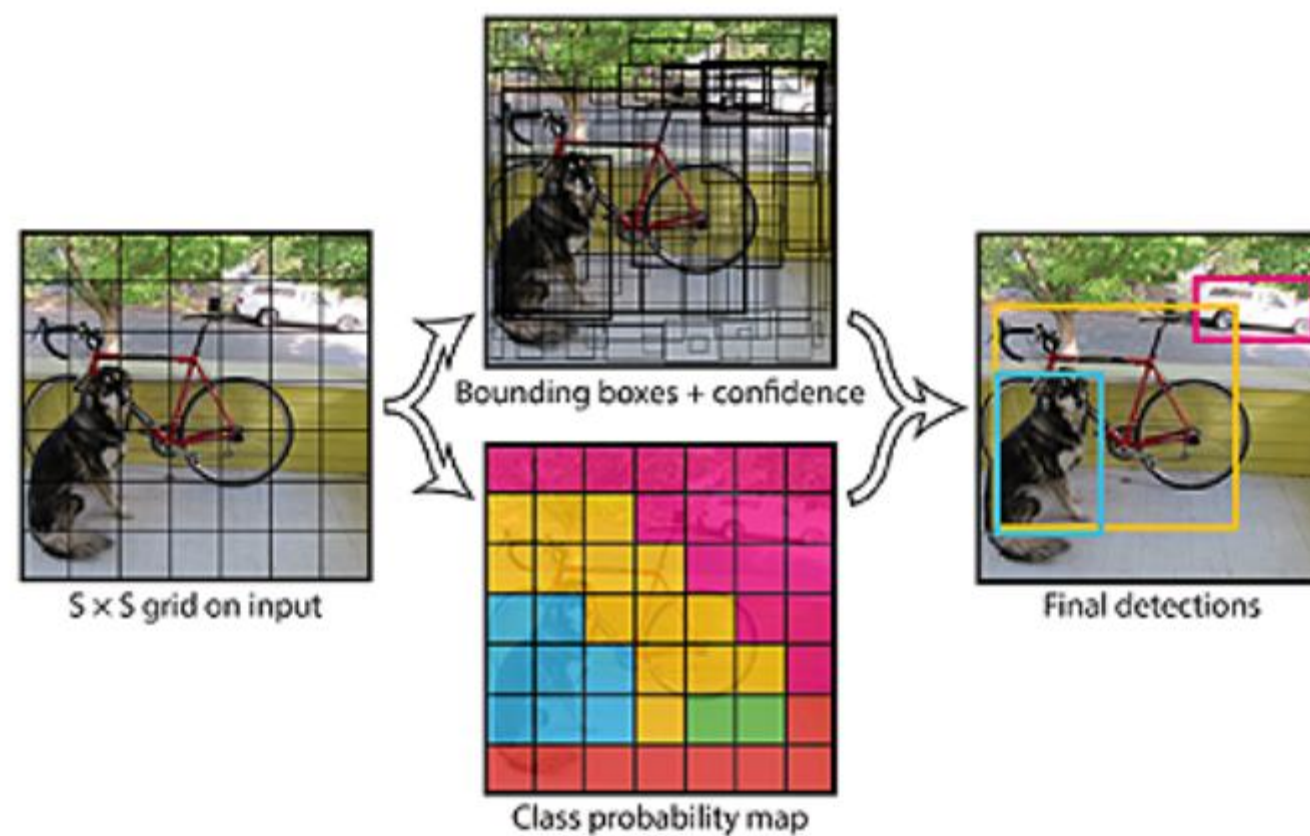 Bounding boxes + confidence
S × S grid on input
Final detections
Class probability map